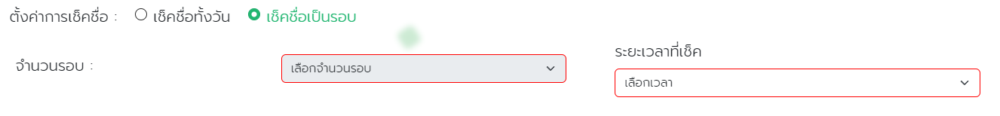 ตั้งค่าการเช็คชื่อ : เช็คชื่อทั้งวัน เช็คชื่อเป็นรอบ
ระยะเวลาที่เช็ค
จำนวนรอบ : เลือกจำนวนรอบ
เลือกเวลา